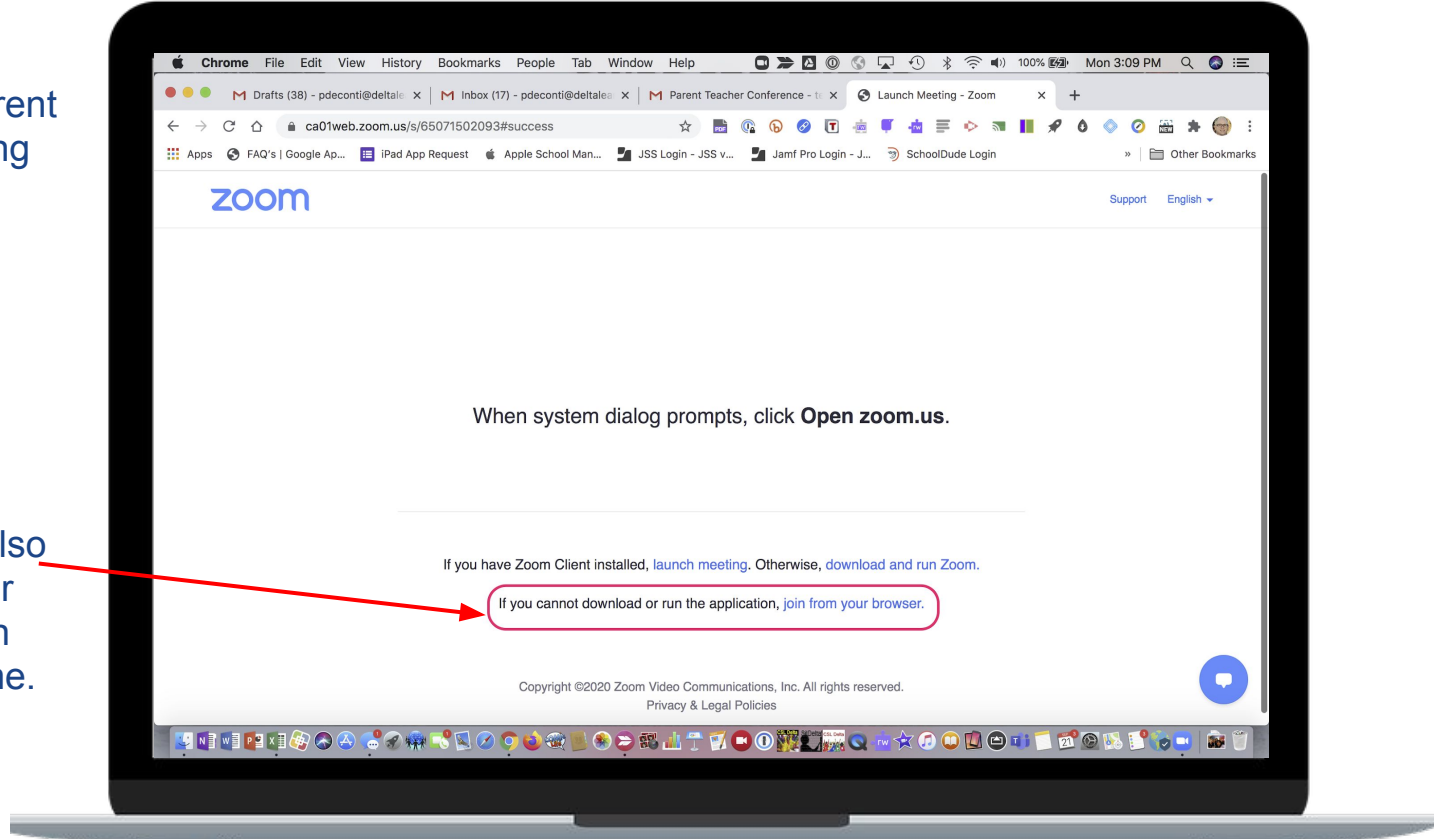 rent
ng
lso
r
n
ne.
Chrome File Edit View History Bookmarks People Tab Window Help 100% Mon 3:09 PM
Drafts (38) - pdeconti@deltale Inbox (17) - pdeconti@deltalea Parent Teacher Conference - t Launch Meeting - Zoom
ca01web.zoom.us/s/65071502093#success
Apps FAQ's | Google Ap... iPad App Request Apple School Man... JSS Login - JSS v... Jamf Pro Login - J... SchoolDude Login » Other Bookmarks
zoom
Support English
When system dialog prompts, click Open zoom.us.
If you have Zoom Client installed, launch meeting. Otherwise, download and run Zoom.
If you cannot download or run the application, join from your browser.
Copyright ©2020 Zoom Video Communications, Inc. All rights reserved.
Privacy & Legal Policies